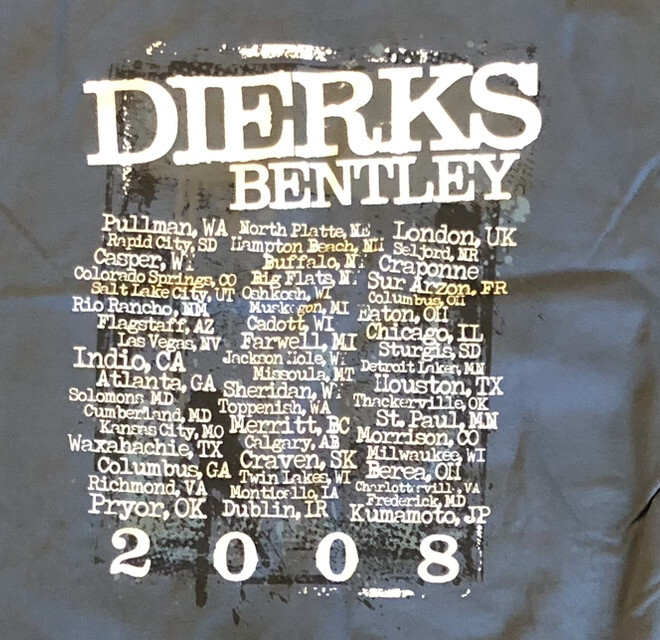 DIERKS
BENTLEY
Pullman, WA
Rapid City, SD
Casper, WY
Colorado Springs, CO
Salt Lake City, UT
Rio Rancho, NM
Flagstaff, AZ
Las Vegas, NV
Indio, CA
Atlanta, GA
Solomons MD
Cumberland, MD
Kansas City, MO
Waxahachie, TX
Columbus, GA
Richmond, VA
Pryor, OK
North Platte, NE
Hampton Beach, NH
Buffalo, NY
Big Flats, NY
Oshkosh, WI
Muskegon, MI
Cadott, WI
Farwell, MI
Jackson Hole, WY
Missoula, MT
Sheridan, WY
Toppenish, WA
Merritt, BC
Calgary, AB
Craven, SK
Twin Lakes, WI
Monticello, IA
Dublin, IR
London, UK
Seljord, NR
Craponne
Sur Arzon, FR
Columbus, OH
Eaton, OH
Chicago, IL
Sturgis, SD
Detroit Lakes, MN
Houston, TX
Thackerville, OK
St. Paul, MN
Morrison, CO
Milwaukee, WI
Berea, OH
Charlottesville, VA
Frederick, MD
Kumamoto, JP
2008